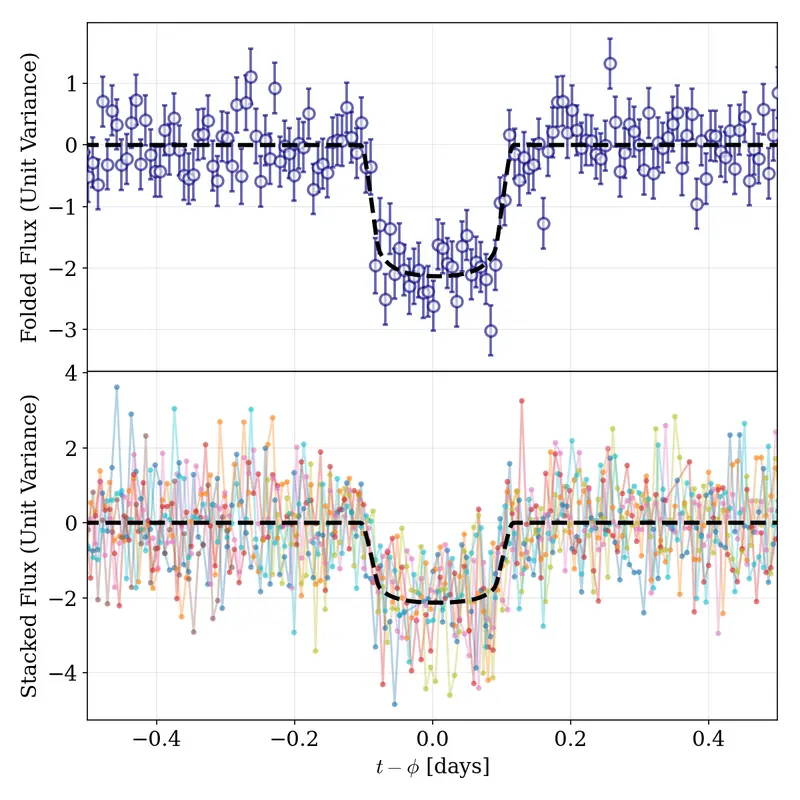 Folded Flux (Unit Variance)
1
0
−1
−2
−3
Stacked Flux (Unit Variance)
4
2
0
−2
−4
−0.4 −0.2 0.0 0.2 0.4
t − ϕ [days]